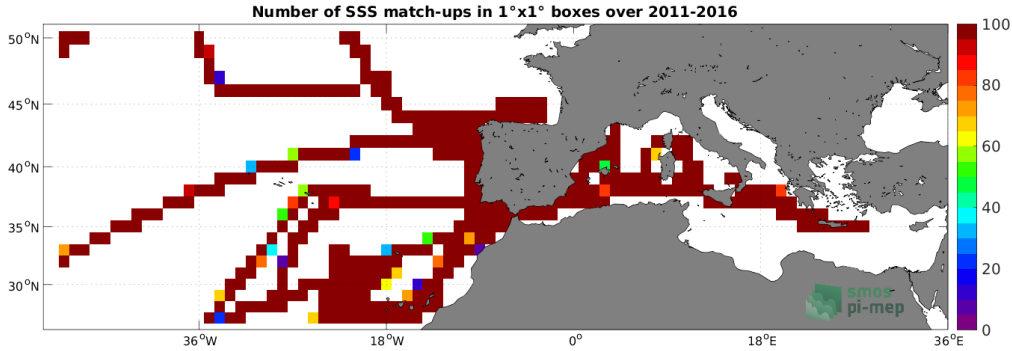 Number of SSS match-ups in 1°x1° boxes over 2011-2016
50°N
45°N
40°N
35°N
30°N
36°W
18°W
0°
18°E
36°E
100
80
60
40
20
0
smos
pi-mep